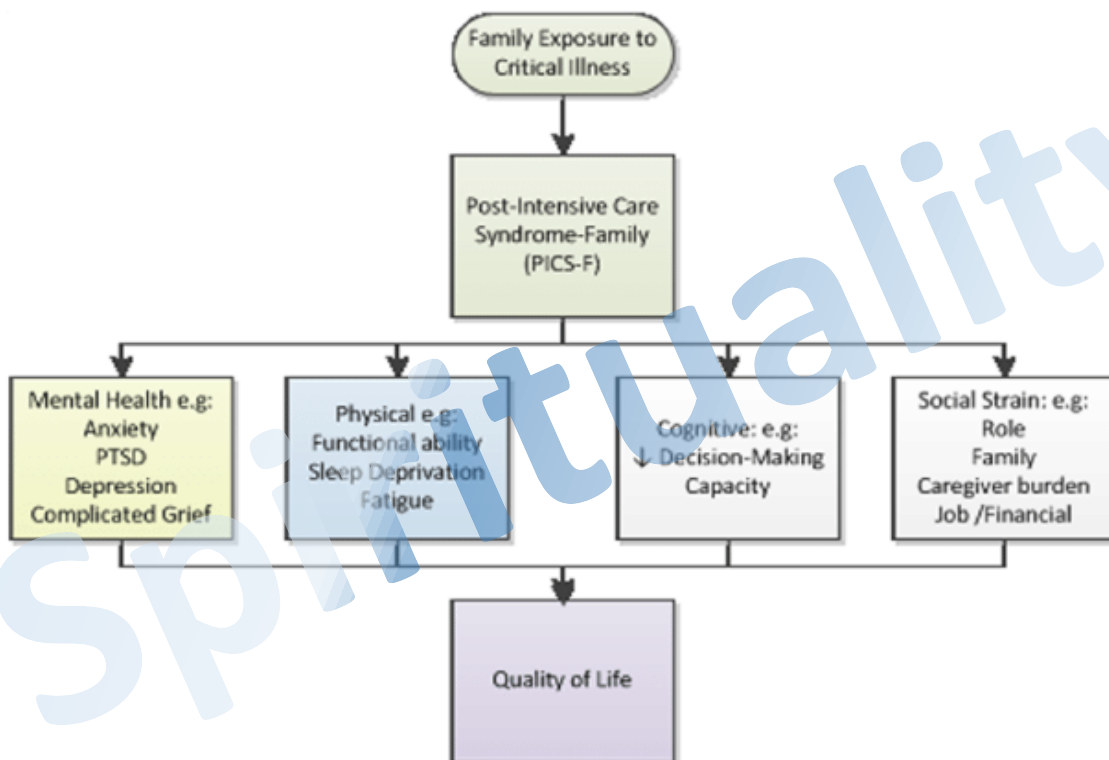 Family Exposure to
Critical Illness
Post-Intensive Care
Syndrome-Family
(PICS-F)
Mental Health e.g:
Anxiety
PTSD
Depression
Complicated Grief
Physical e.g:
Functional ability
Sleep Deprivation
Fatigue
Cognitive: e.g:
↓ Decision-Making
Capacity
Social Strain: e.g:
Role
Family
Caregiver burden
Job /Financial
Quality of Life
Spirituality